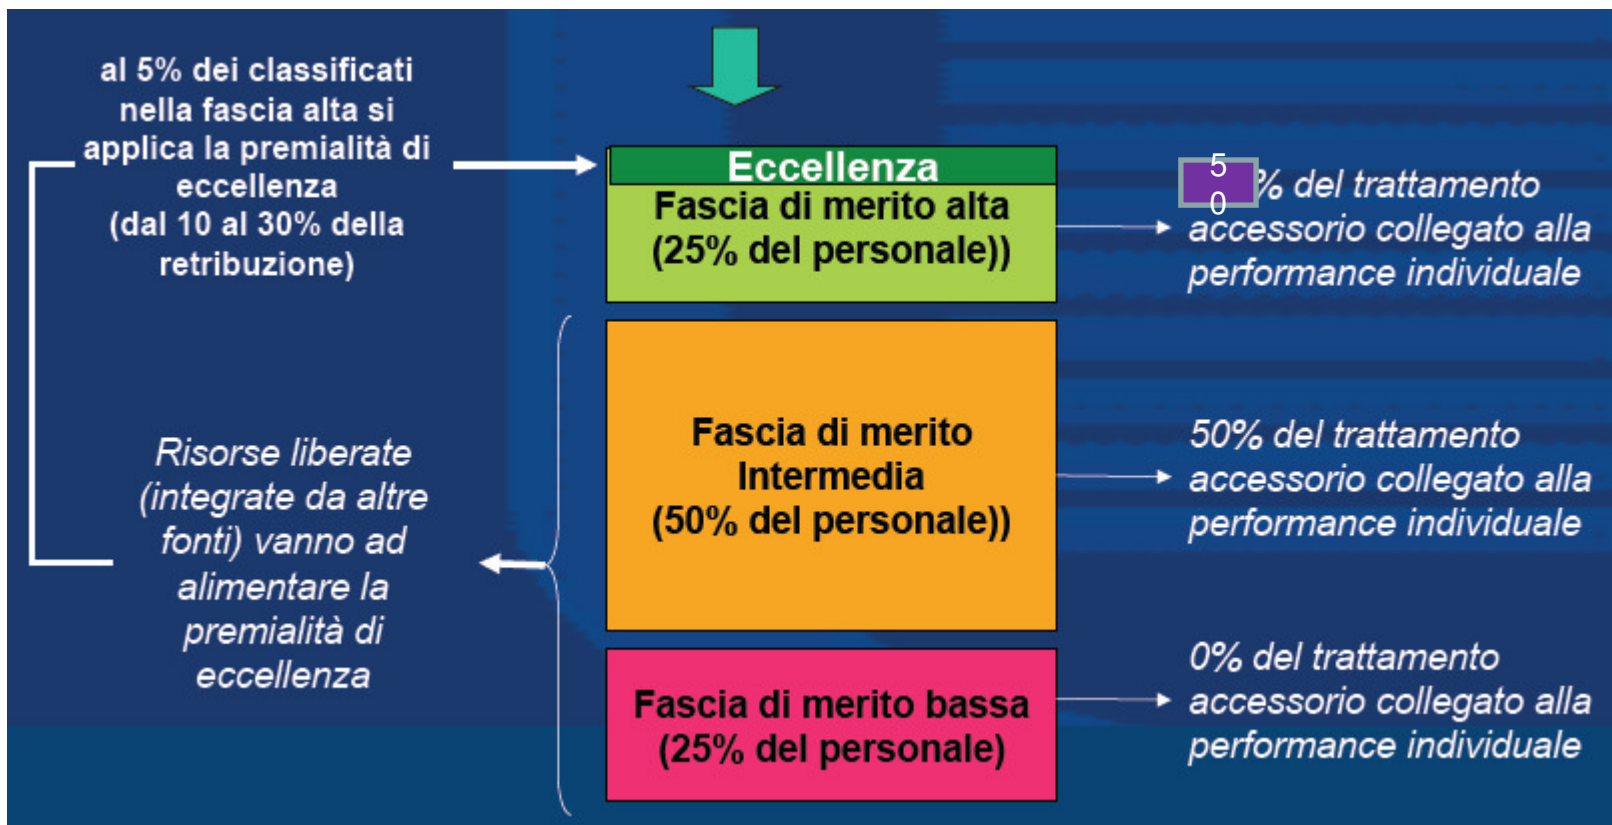 al 5% dei classificati
nella fascia alta si
applica la premialità di
eccellenza
(dal 10 al 30% della
retribuzione)
Risorse liberate
(integrate da altre
fonti) vanno ad
alimentare la
premialità di
eccellenza
Eccellenza
Fascia di merito alta
(25% del personale))
Fascia di merito
Intermedia
(50% del personale))
Fascia di merito bassa
(25% del personale)
5
0
% del trattamento
accessorio collegato alla
performance individuale
50% del trattamento
accessorio collegato alla
performance individuale
0% del trattamento
accessorio collegato alla
performance individuale